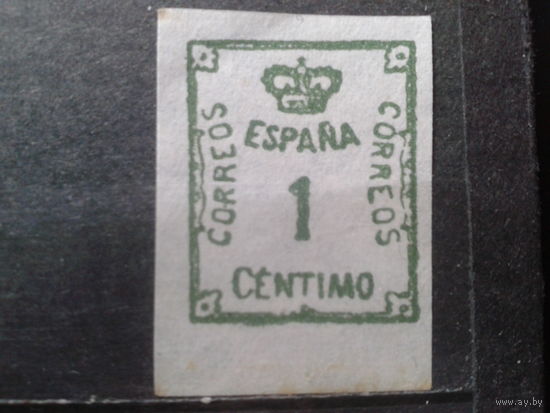 ESPAÑA
CORREOS
CORREOS
1
CÉNTIMO
www.ay.by